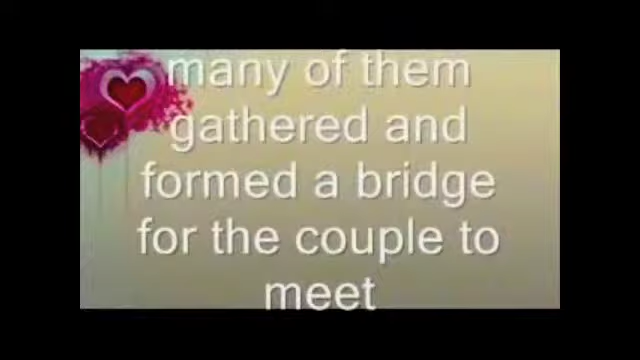 many of them
gathered and
formed a bridge
for the couple to
meet